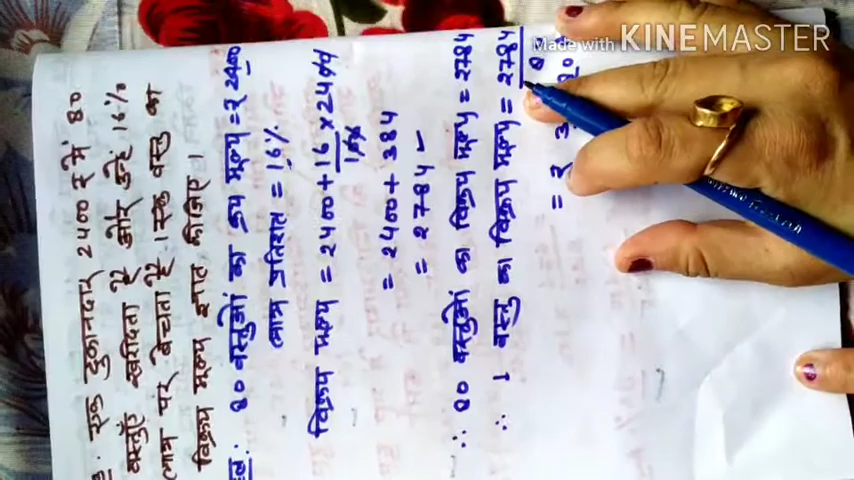 एक दुकानदार 2400 रु में 80
वस्तुएँ खरीदता है और उन्हें 16%
लाभ पर बेचता है। एक वस्तु का
विक्रय मूल्य ज्ञात कीजिए।
हल: 80 वस्तुओं का क्रय मूल्य = ₹ 2400
लाभ प्रतिशत = 16%
विक्रय मूल्य = 2400 + 16 × 2400
100
= 2400 + 384
= 2784
∴ 80 वस्तुओं का विक्रय मूल्य = 2784
∴ 1 वस्तु का विक्रय मूल्य = 2784
= ₹
Made with KINEMASTER